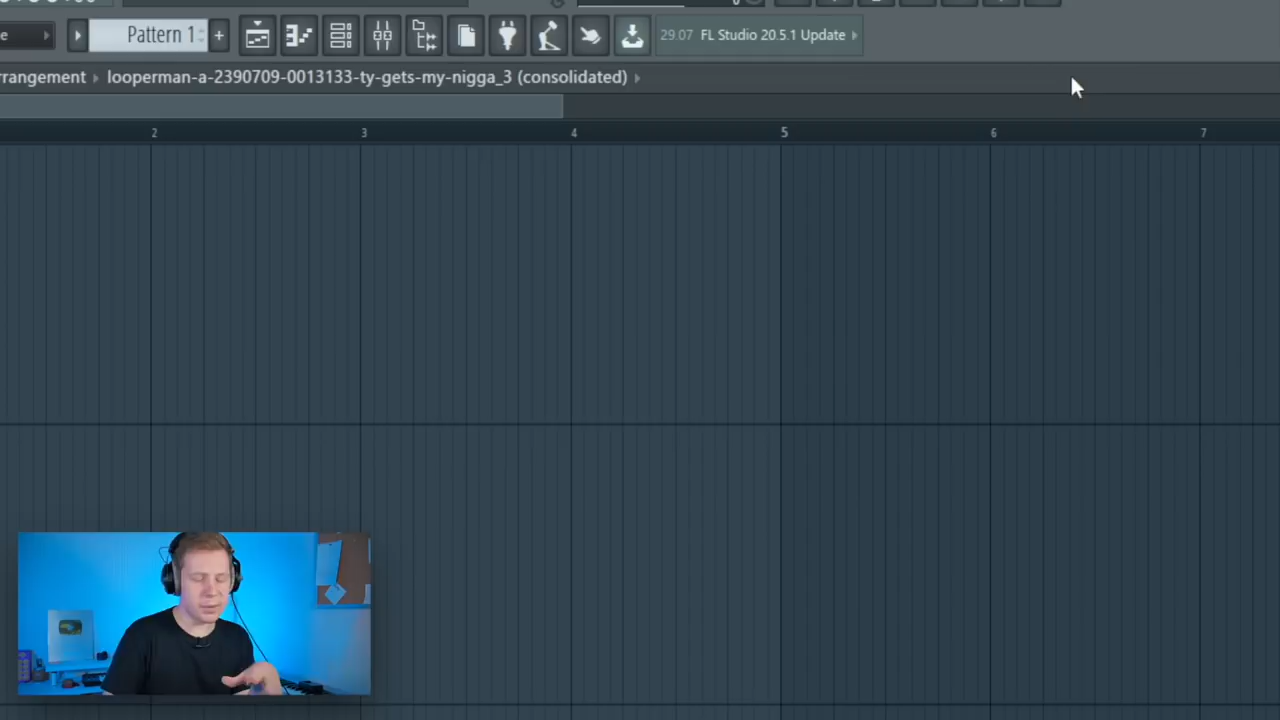 e
Pattern 1
+
29.07 FL Studio 20.5.1 Update
rrangement looperman-a-2390709-0013133-ty-gets-my-nigga_3 (consolidated)
2 3 4 5 6 7